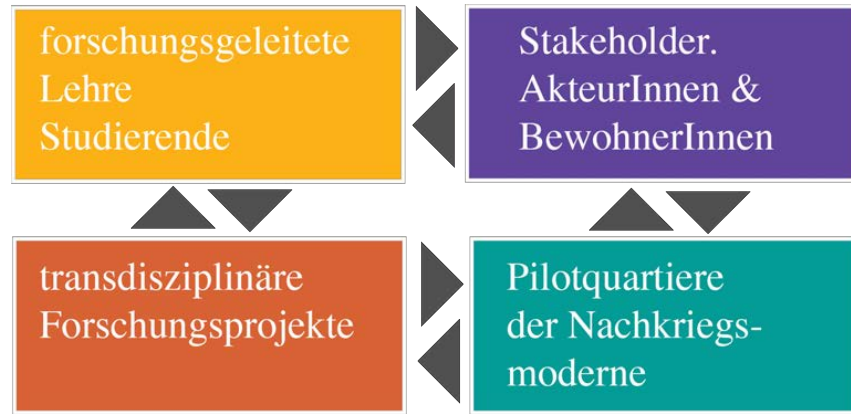 forschungsgeleitete
Lehre
Studierende
Stakeholder.
AkteurInnen &
BewohnerInnen
transdisziplinäre
Forschungsprojekte
Pilotquartiere
der Nachkriegs-
moderne